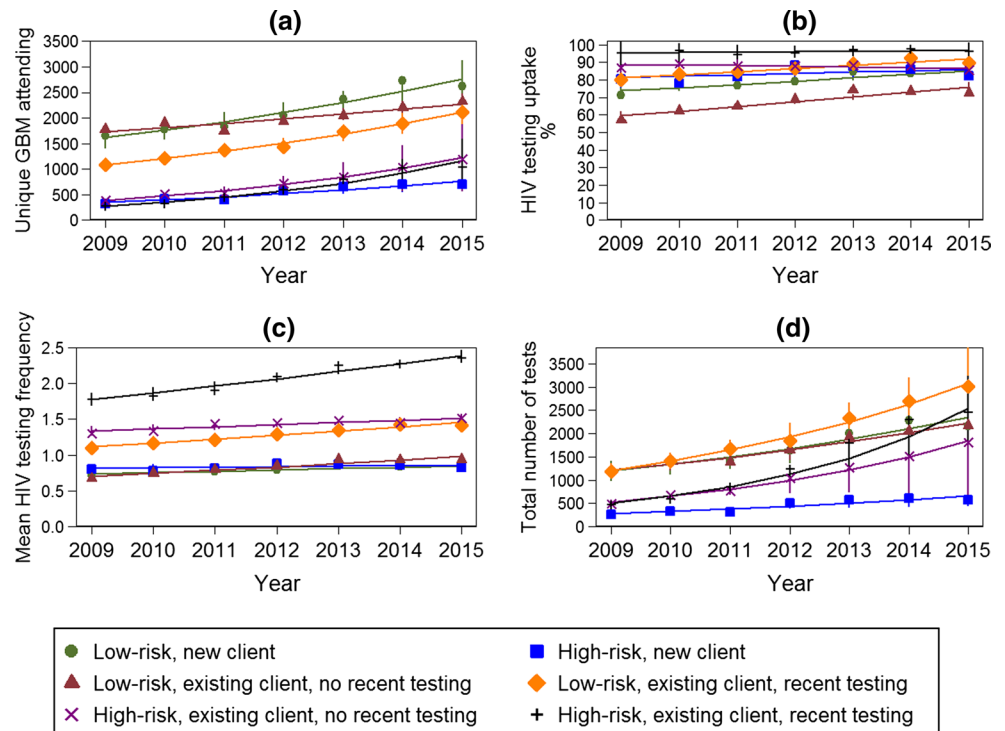 (a)
Unique GBM attending
3500
3000
2500
2000
1500
1000
500
0
2009 2010 2011 2012 2013 2014 2015
Year
(b)
HIV testing uptake
%
100
90
80
70
60
50
40
30
20
10
0
2009 2010 2011 2012 2013 2014 2015
Year
(c)
Mean HIV testing frequency
2.5
2.0
1.5
1.0
0.5
0.0
2009 2010 2011 2012 2013 2014 2015
Year
(d)
Total number of tests
3500
3000
2500
2000
1500
1000
500
0
2009 2010 2011 2012 2013 2014 2015
Year
Low-risk, new client
High-risk, new client
Low-risk, existing client, no recent testing
Low-risk, existing client, recent testing
High-risk, existing client, no recent testing
High-risk, existing client, recent testing